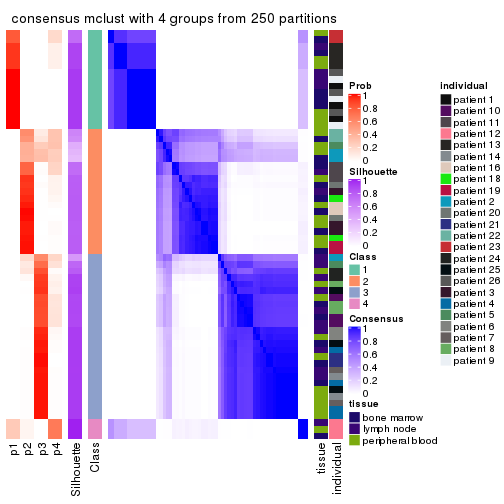 consensus mclust with 4 groups from 250 partitions
p1
p2
p3
p4
Silhouette
Class
tissue
individual
Prob
1
0.8
0.6
0.4
0.2
0
Silhouette
1
0.8
0.6
0.4
0.2
0
Class
1
2
3
4
Consensus
1
0.8
0.6
0.4
0.2
0
tissue
bone marrow
lymph node
peripheral blood
individual
patient 1
patient 10
patient 11
patient 12
patient 13
patient 14
patient 16
patient 18
patient 19
patient 2
patient 20
patient 21
patient 22
patient 23
patient 24
patient 25
patient 26
patient 3
patient 4
patient 5
patient 6
patient 7
patient 8
patient 9